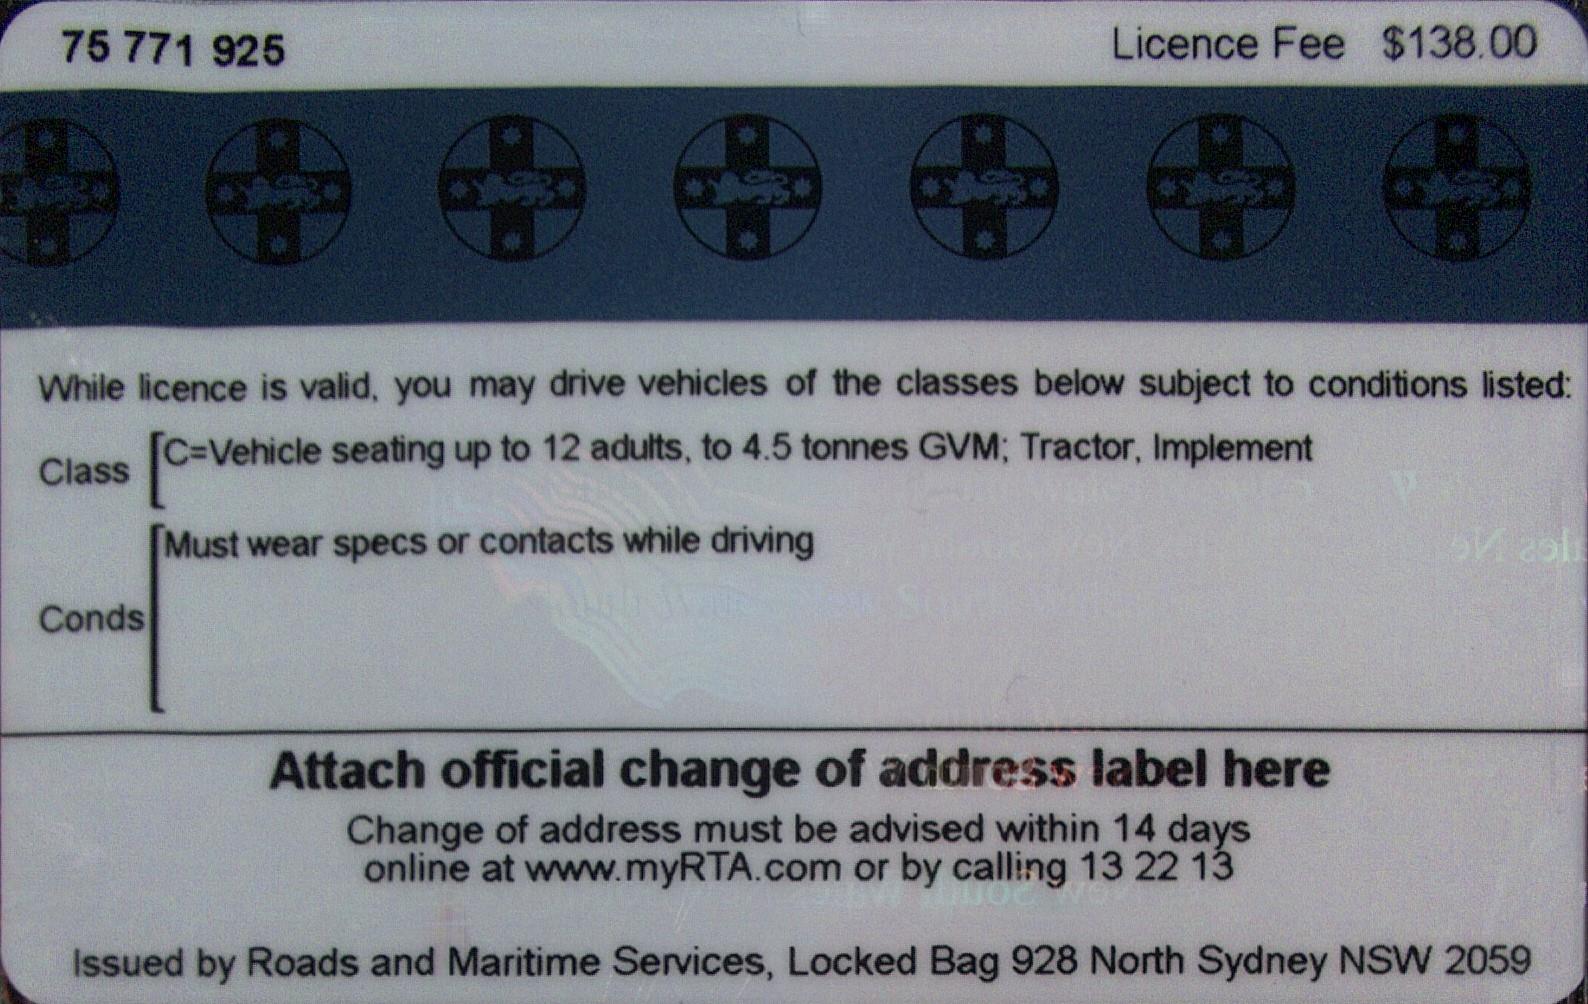 75 771 925 Licence Fee $138.00
While licence is valid, you may drive vehicles of the classes below subject to conditions listed:
Class C=Vehicle seating up to 12 adults, to 4.5 tonnes GVM; Tractor, Implement
Must wear specs or contacts while driving
Conds
Attach official change of address label here
Change of address must be advised within 14 days
online at www.myRTA.com or by calling 13 22 13
Issued by Roads and Maritime Services, Locked Bag 928 North Sydney NSW 2059